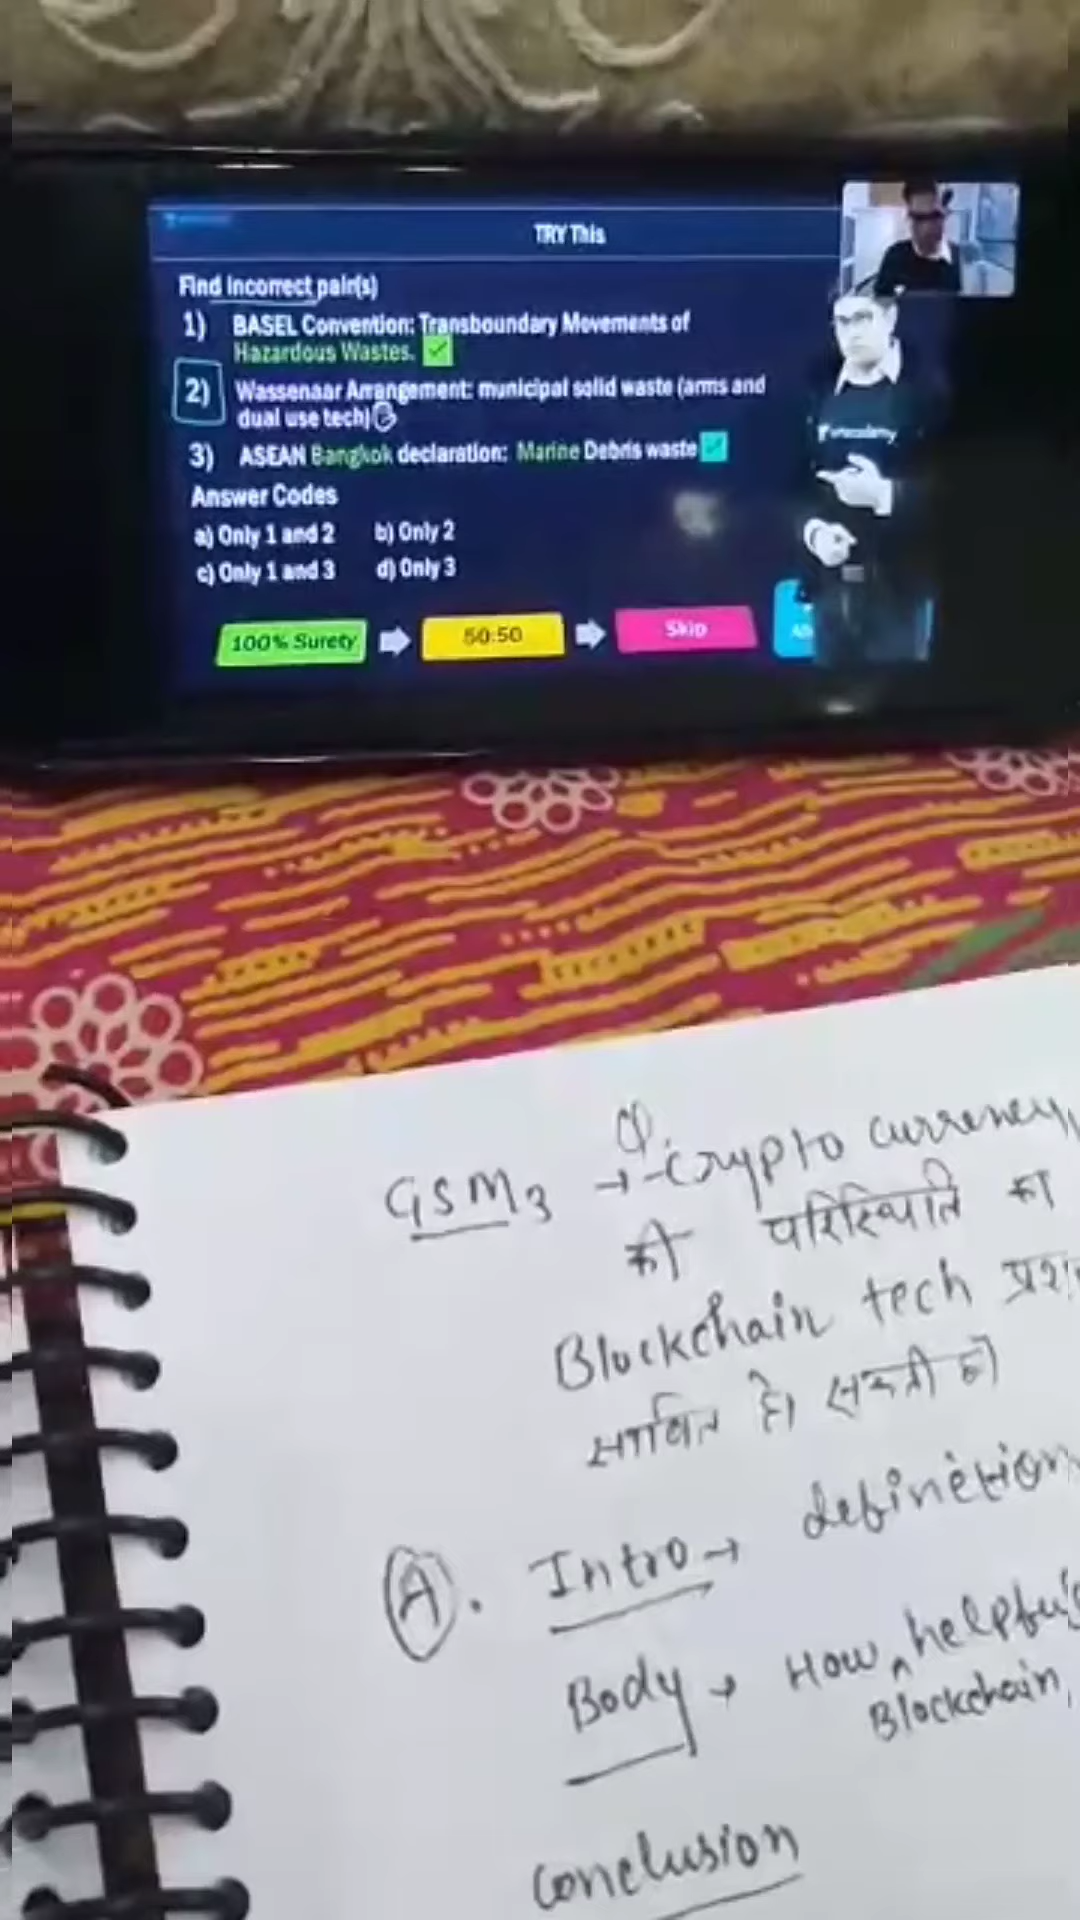 TRY This
Find Incorrect pair(s)
1) BASEL Convention: Transboundary Movements of
Hazardous Wastes.
2) Wassenaar Arrangement: municipal solid waste (arms and
dual use tech)
3) ASEAN Bangkok declaration: Marine Debris waste
Answer Codes
a) Only 1 and 2 b) Only 2
c) Only 1 and 3 d) Only 3
100% Surety 50:50 Skip
unacademy
Q.
GSM3 → Crypto currency,
की परिस्थिति का
Blockchain tech
साबित हो सकती है
(A). Intro → definition
Body → How helpful
Blockchain,
Conclusion